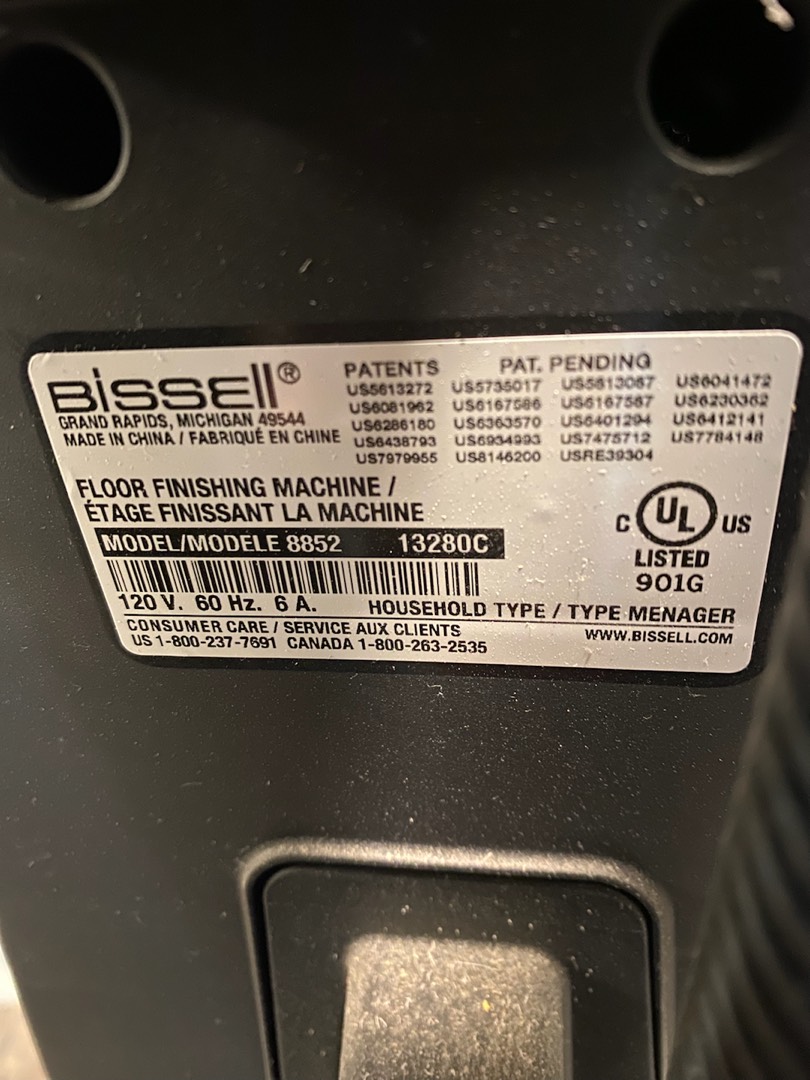 BISSELL®
GRAND RAPIDS, MICHIGAN 49544
MADE IN CHINA / FABRIQUÉ EN CHINE
PATENTS PAT. PENDING
US5613272 US5735017 US5613067 US6041472
US6081962 US6167586 US6167587 US6230362
US6286180 US6363570 US6401294 US6412141
US6438793 US6934993 US7475712 US7784148
US7979955 US8146200 USRE39304
FLOOR FINISHING MACHINE /
ÉTAGE FINISSANT LA MACHINE
MODEL/MODÈLE 8852 13280C
C UL US
LISTED
901G
120 V. 60 Hz. 6 A. HOUSEHOLD TYPE / TYPE MENAGER
CONSUMER CARE / SERVICE AUX CLIENTS
US 1-800-237-7691 CANADA 1-800-263-2535
WWW.BISSELL.COM